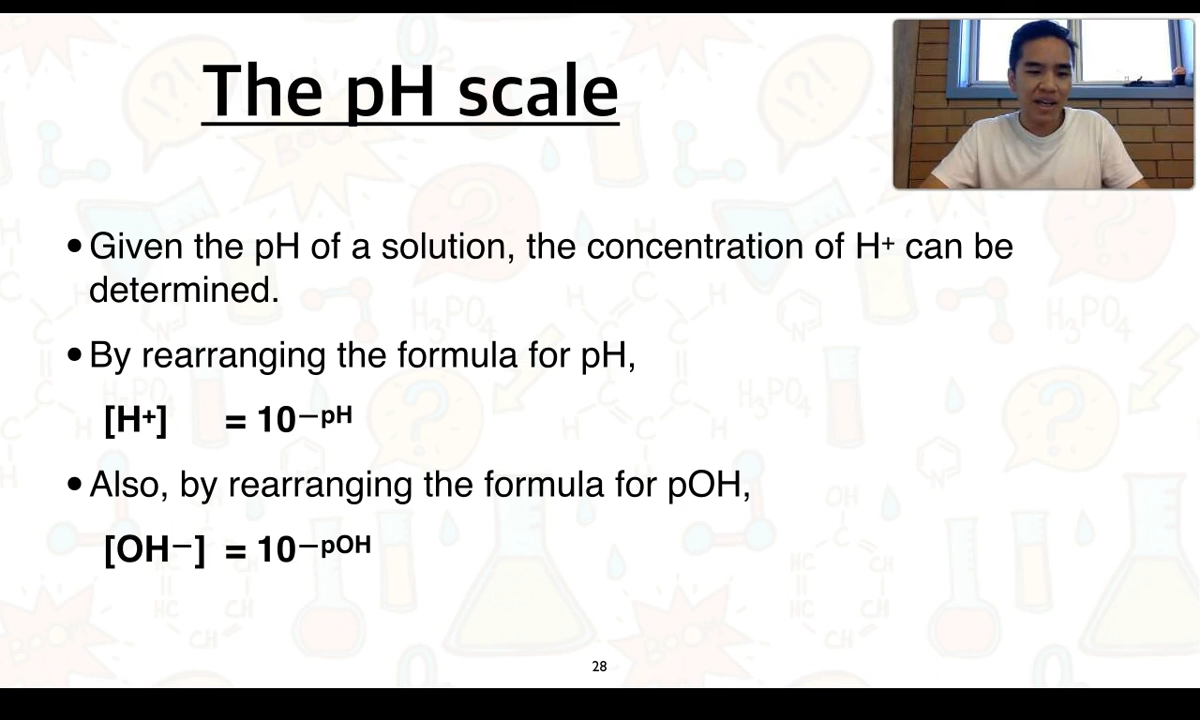 The pH scale
• Given the pH of a solution, the concentration of H⁺ can be
determined.
• By rearranging the formula for pH,
[H⁺] = 10⁻ᵖᴴ
• Also, by rearranging the formula for pOH,
[OH⁻] = 10⁻ᵖᴼᴴ
28